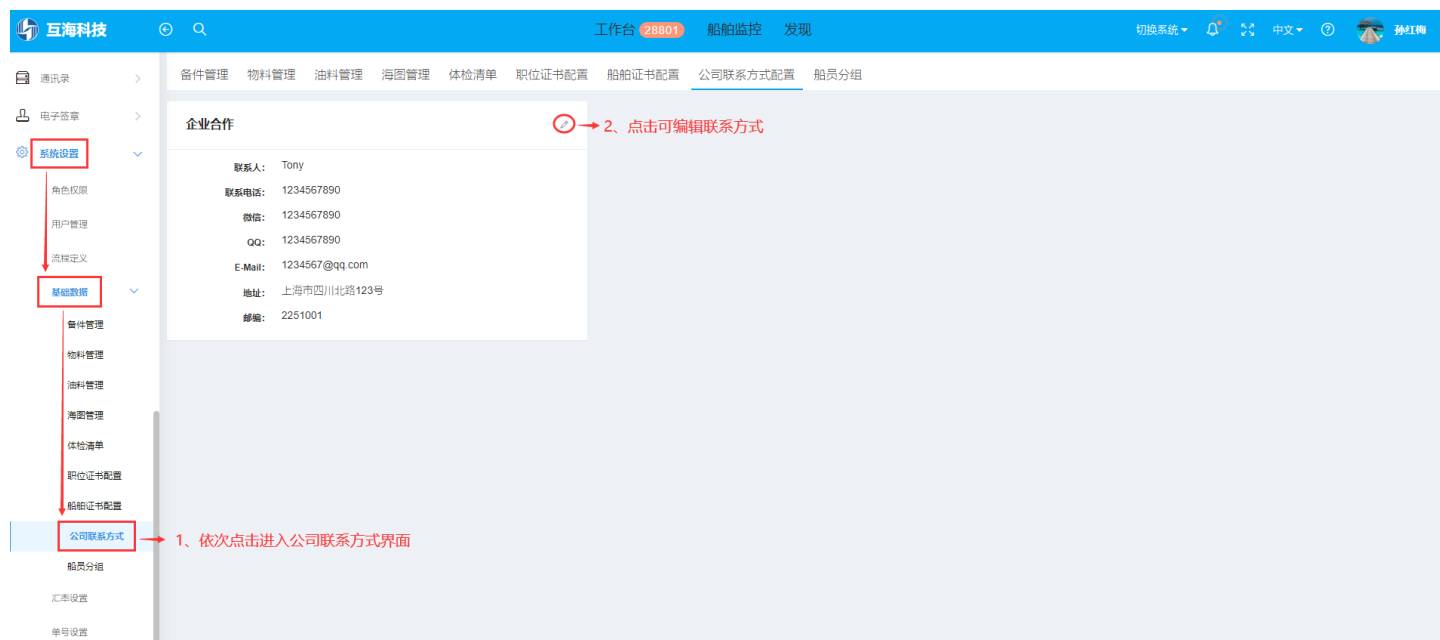 互海科技
工作台 28801 船舶监控 发现
切换系统 中文 孙红梅
通讯录
电子签章
系统设置
角色权限
用户管理
流程定义
基础数据
备件管理
物料管理
油料管理
海图管理
体检清单
职位证书配置
船舶证书配置
公司联系方式
船员分组
汇率设置
单号设置
备件管理 物料管理 油料管理 海图管理 体检清单 职位证书配置 船舶证书配置 公司联系方式配置 船员分组
企业合作
2、点击可编辑联系方式
联系人: Tony
联系电话: 1234567890
微信: 1234567890
QQ: 1234567890
E-Mail: 1234567@qq.com
地址: 上海市四川北路123号
邮编: 2251001
1、依次点击进入公司联系方式界面